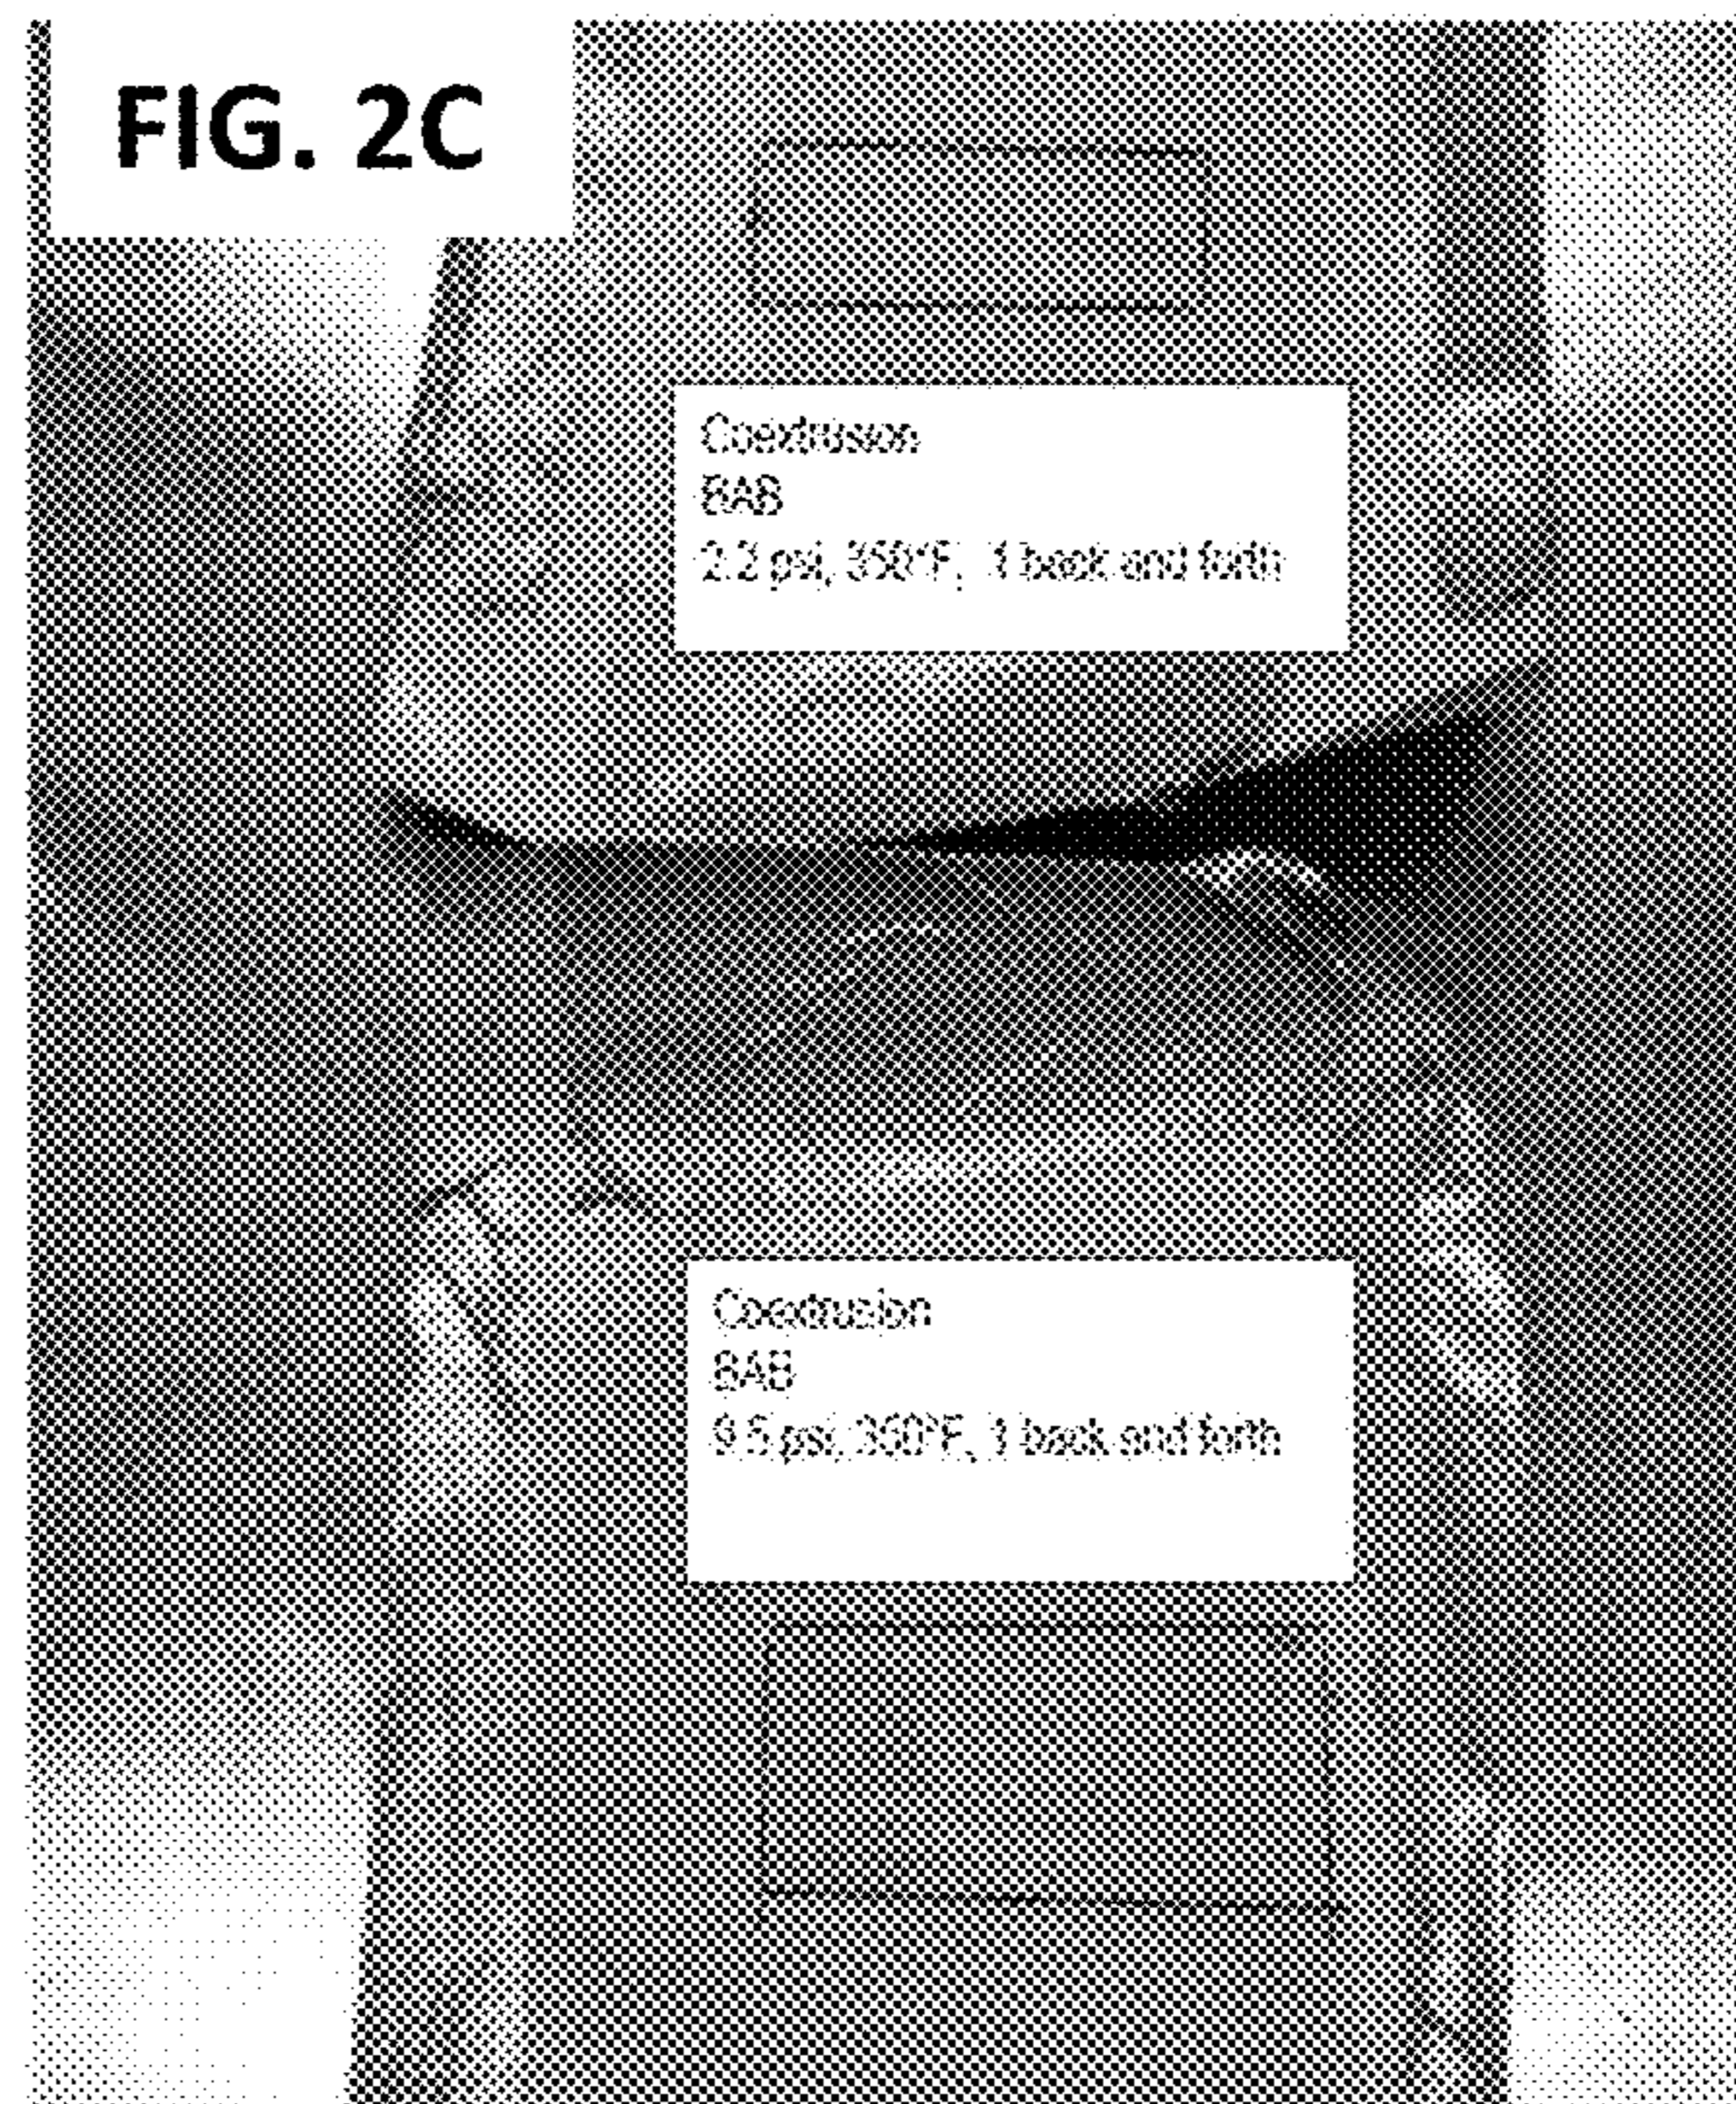 FIG. 2C
Coextrusion
BAB
2.2 psi, 350°F, 1 back and forth
Coextrusion
BAB
9.5 psi, 350°F, 1 back and forth